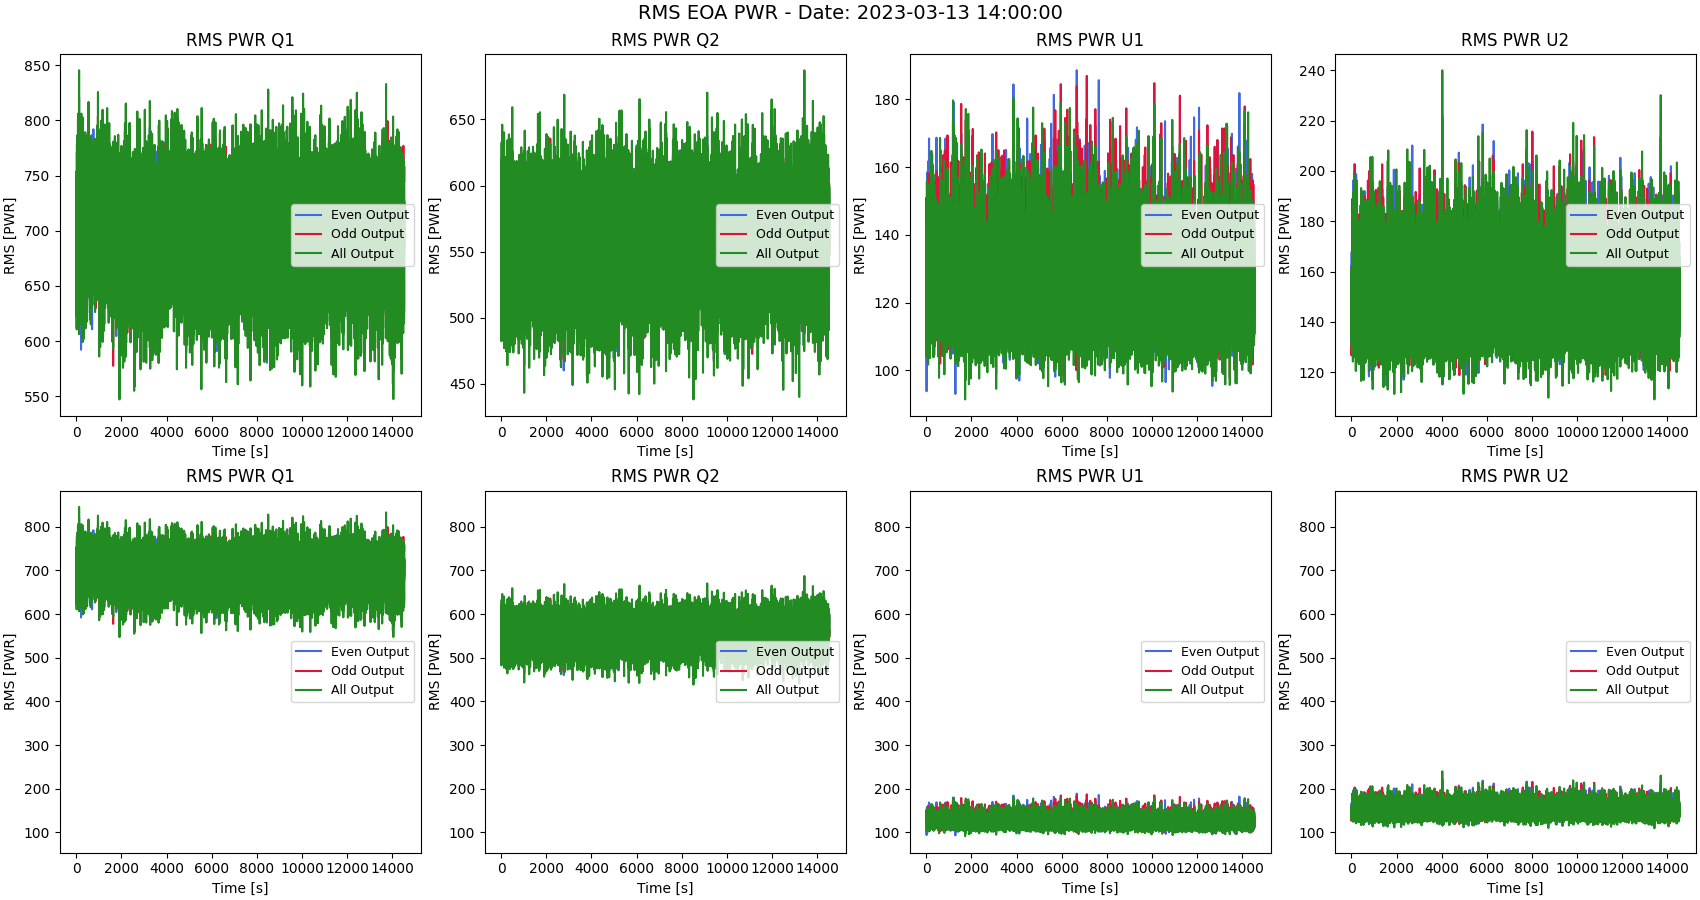 RMS EOA PWR - Date: 2023-03-13 14:00:00
RMS PWR Q1
RMS [PWR]
850
800
750
700
650
600
550
Even Output
Odd Output
All Output
0 2000 4000 6000 8000 10000 12000 14000
Time [s]
RMS PWR Q2
RMS [PWR]
650
600
550
500
450
Even Output
Odd Output
All Output
0 2000 4000 6000 8000 10000 12000 14000
Time [s]
RMS PWR U1
RMS [PWR]
180
160
140
120
100
Even Output
Odd Output
All Output
0 2000 4000 6000 8000 10000 12000 14000
Time [s]
RMS PWR U2
RMS [PWR]
240
220
200
180
160
140
120
Even Output
Odd Output
All Output
0 2000 4000 6000 8000 10000 12000 14000
Time [s]
RMS PWR Q1
RMS [PWR]
800
700
600
500
400
300
200
100
Even Output
Odd Output
All Output
0 2000 4000 6000 8000 10000 12000 14000
Time [s]
RMS PWR Q2
RMS [PWR]
800
700
600
500
400
300
200
100
Even Output
Odd Output
All Output
0 2000 4000 6000 8000 10000 12000 14000
Time [s]
RMS PWR U1
RMS [PWR]
800
700
600
500
400
300
200
100
Even Output
Odd Output
All Output
0 2000 4000 6000 8000 10000 12000 14000
Time [s]
RMS PWR U2
RMS [PWR]
800
700
600
500
400
300
200
100
Even Output
Odd Output
All Output
0 2000 4000 6000 8000 10000 12000 14000
Time [s]